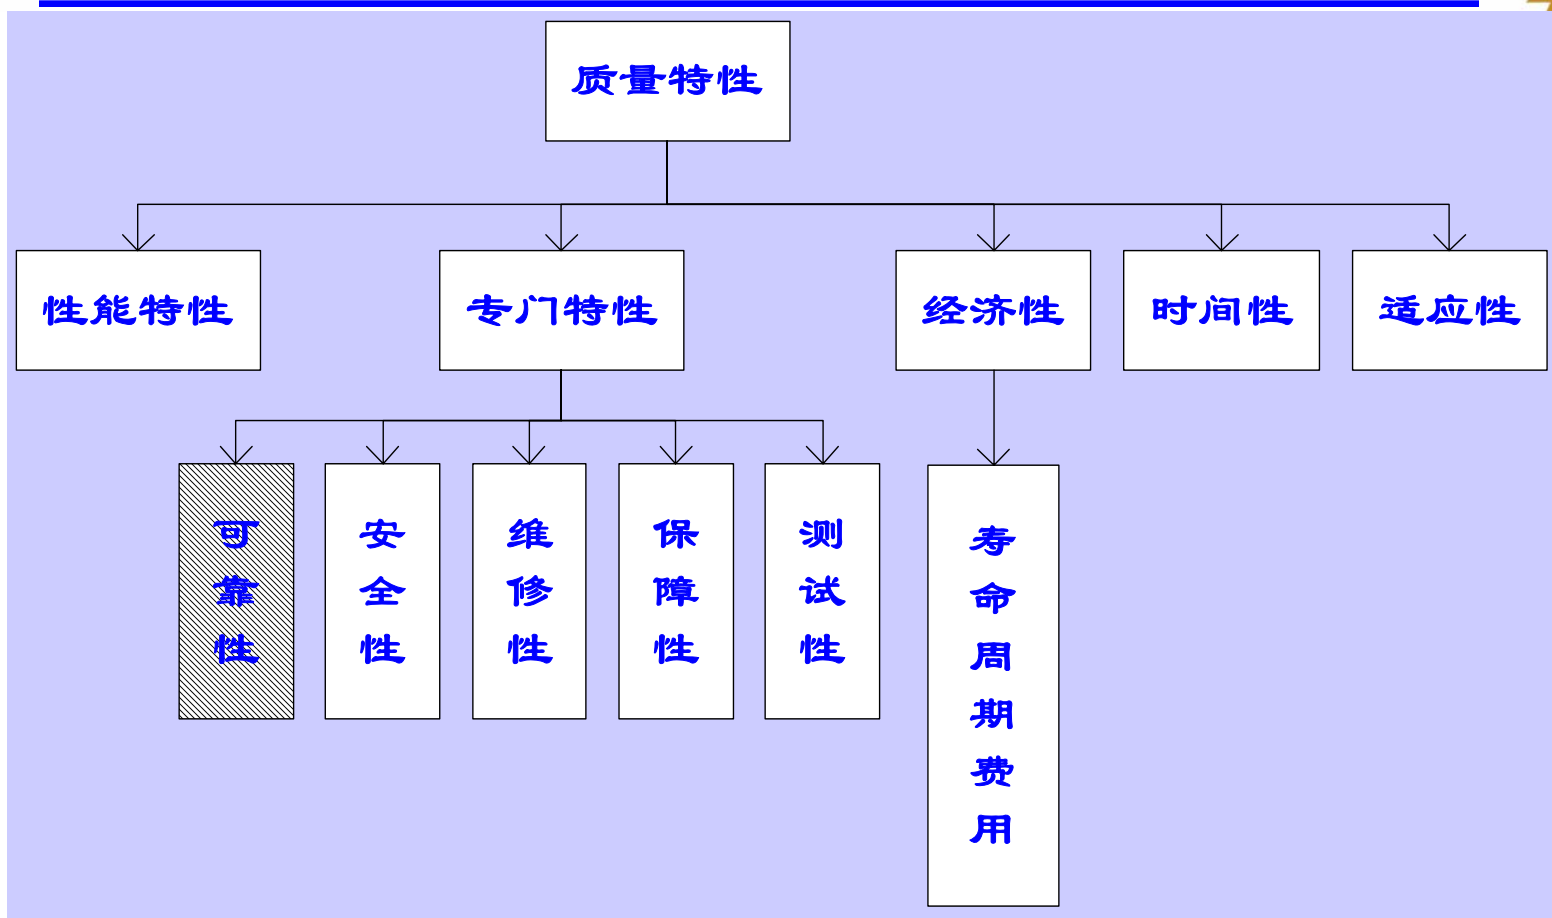 质量特性
性能特性
专门特性
经济性
时间性
适应性
可靠性
安全性
维修性
保障性
测试性
寿命周期费用